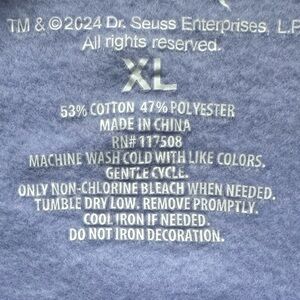 TM & ©2024 Dr. Seuss Enterprises, L.P
All rights reserved.
XL
53% COTTON 47% POLYESTER
MADE IN CHINA
RN# 117508
MACHINE WASH COLD WITH LIKE COLORS.
GENTLE CYCLE.
ONLY NON-CHLORINE BLEACH WHEN NEEDED.
TUMBLE DRY LOW. REMOVE PROMPTLY.
COOL IRON IF NEEDED.
DO NOT IRON DECORATION.